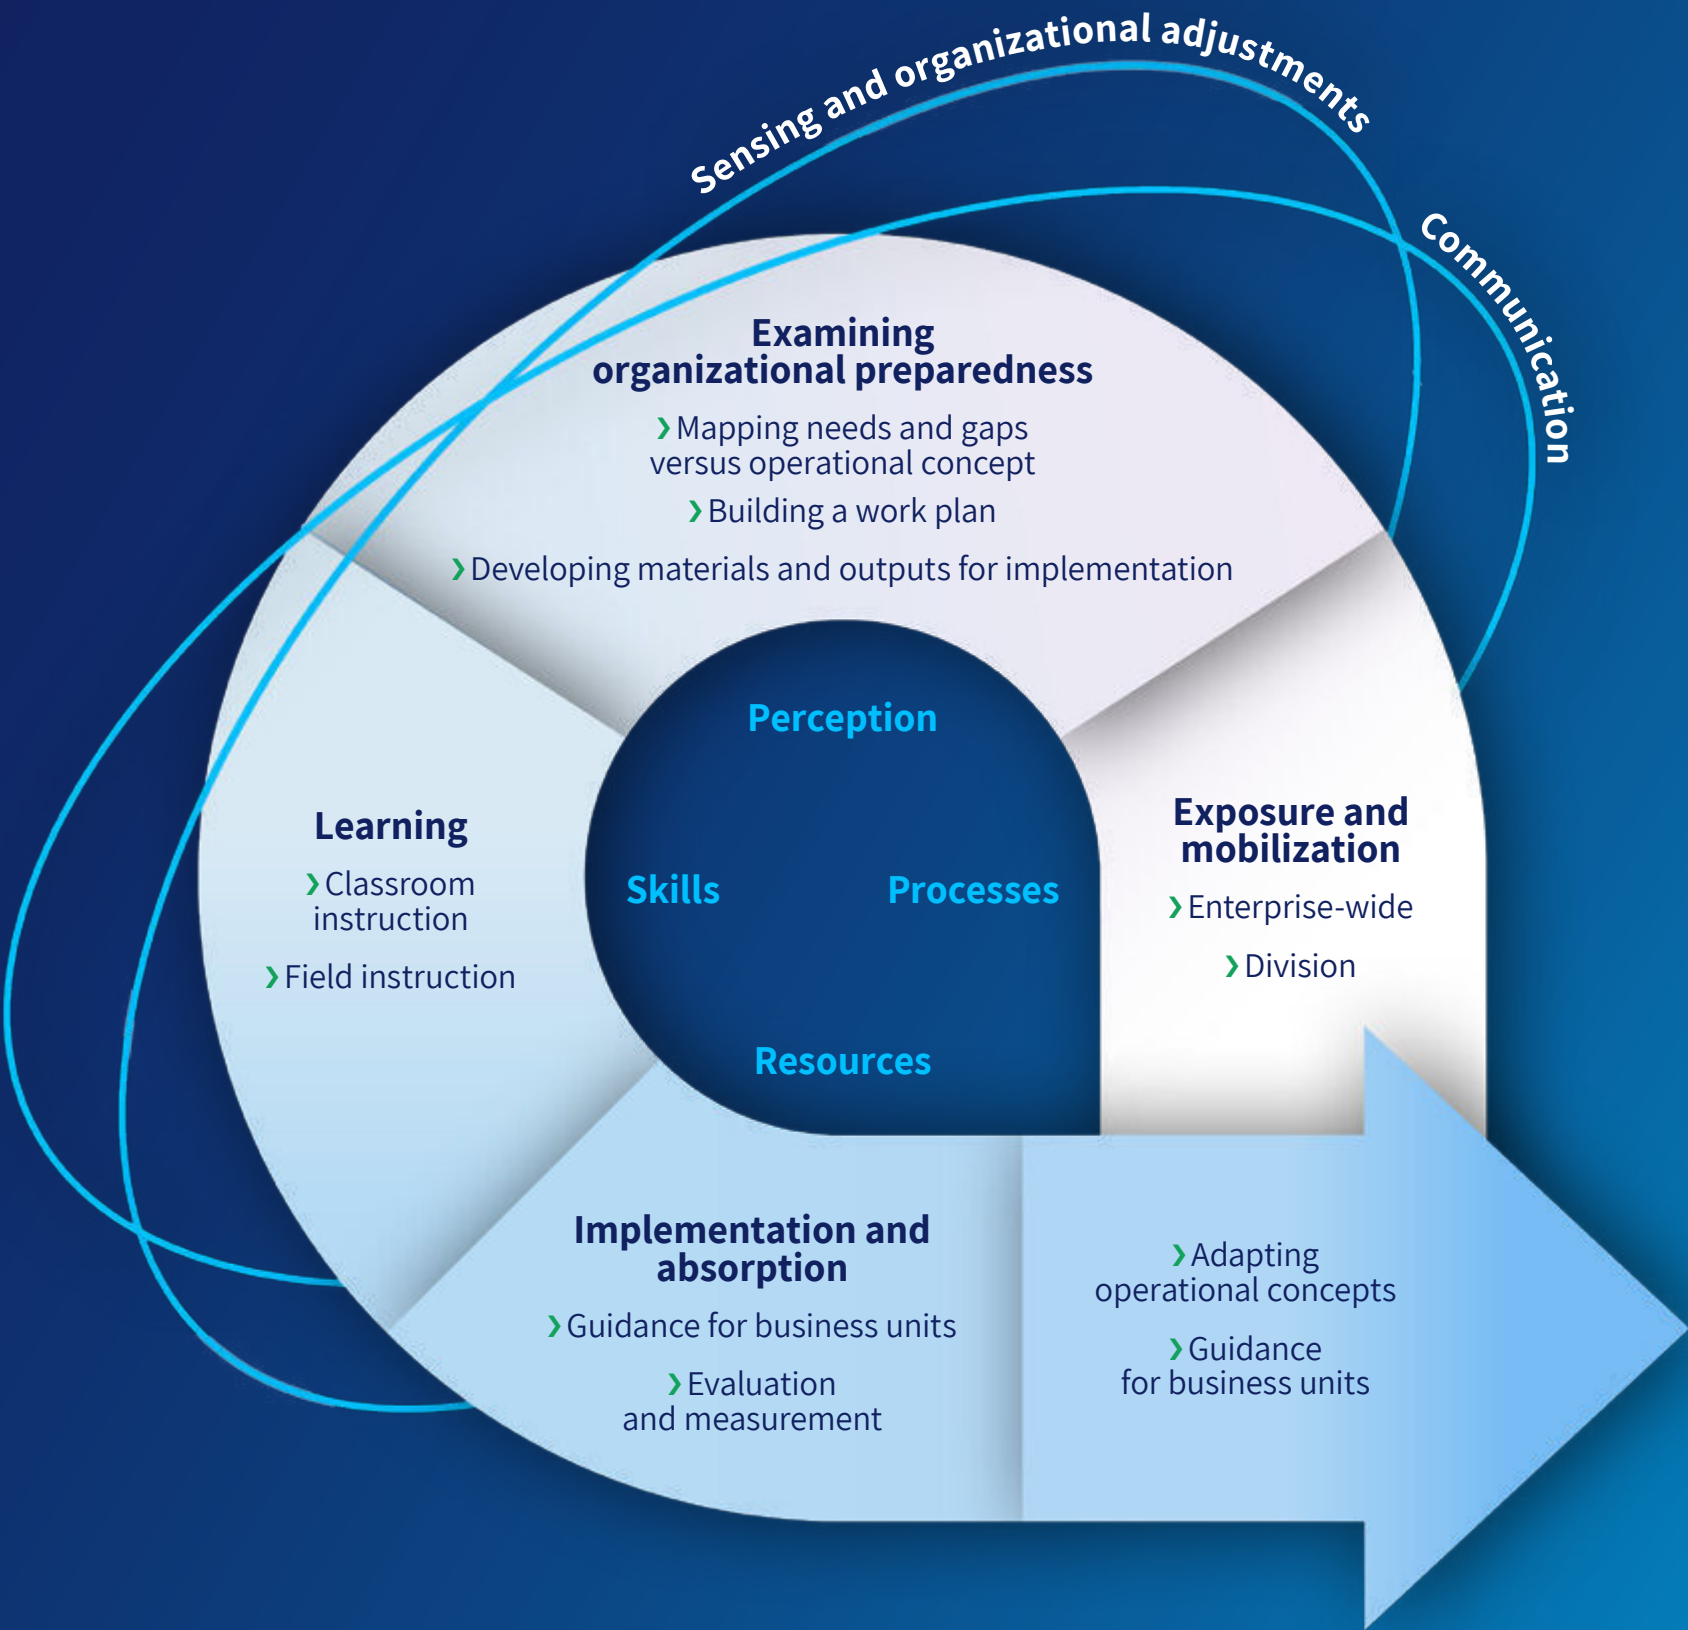 Sensing and organizational adjustments
Communication
Examining
organizational preparedness
› Mapping needs and gaps
versus operational concept
› Building a work plan
› Developing materials and outputs for implementation
Exposure and
mobilization
› Enterprise-wide
› Division
Learning
› Classroom
instruction
› Field instruction
Perception
Skills
Processes
Resources
Implementation and
absorption
› Guidance for business units
› Evaluation
and measurement
› Adapting
operational concepts
› Guidance
for business units